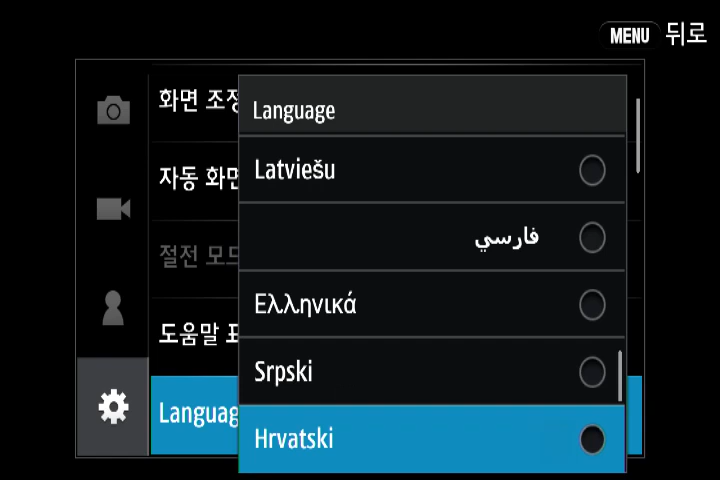 MENU 뒤로
화면 조정
자동 화면
절전 모드
도움말 표
Language
Language
Latviešu
فارسي
Ελληνικά
Srpski
Hrvatski